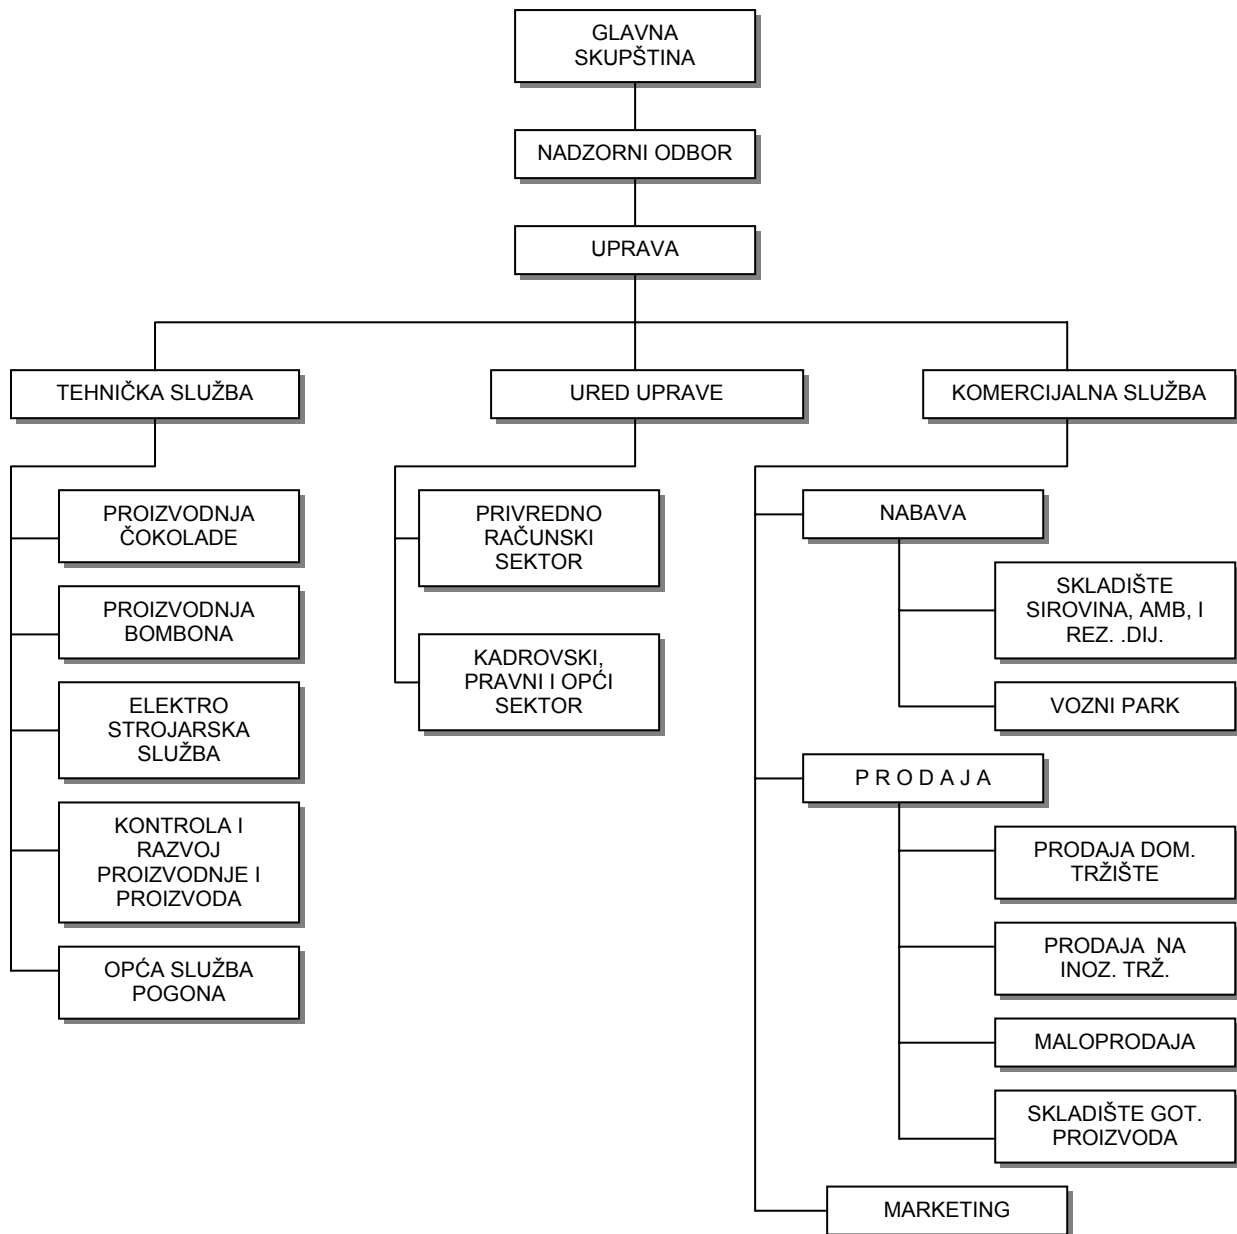 GLAVNA
SKUPŠTINA
NADZORNI ODBOR
UPRAVA
TEHNIČKA SLUŽBA
URED UPRAVE
KOMERCIJALNA SLUŽBA
PROIZVODNJA
ČOKOLADE
PROIZVODNJA
BOMBONA
ELEKTRO
STROJARSKA
SLUŽBA
KONTROLA I
RAZVOJ
PROIZVODNJE I
PROIZVODA
OPĆA SLUŽBA
POGONA
PRIVREDNO
RAČUNSKI
SEKTOR
KADROVSKI,
PRAVNI I OPĆI
SEKTOR
NABAVA
SKLADIŠTE
SIROVINA, AMB, I
REZ. .DIJ.
VOZNI PARK
P R O D A J A
PRODAJA DOM.
TRŽIŠTE
PRODAJA  NA
INOZ. TRŽ.
MALOPRODAJA
SKLADIŠTE GOT.
PROIZVODA
MARKETING